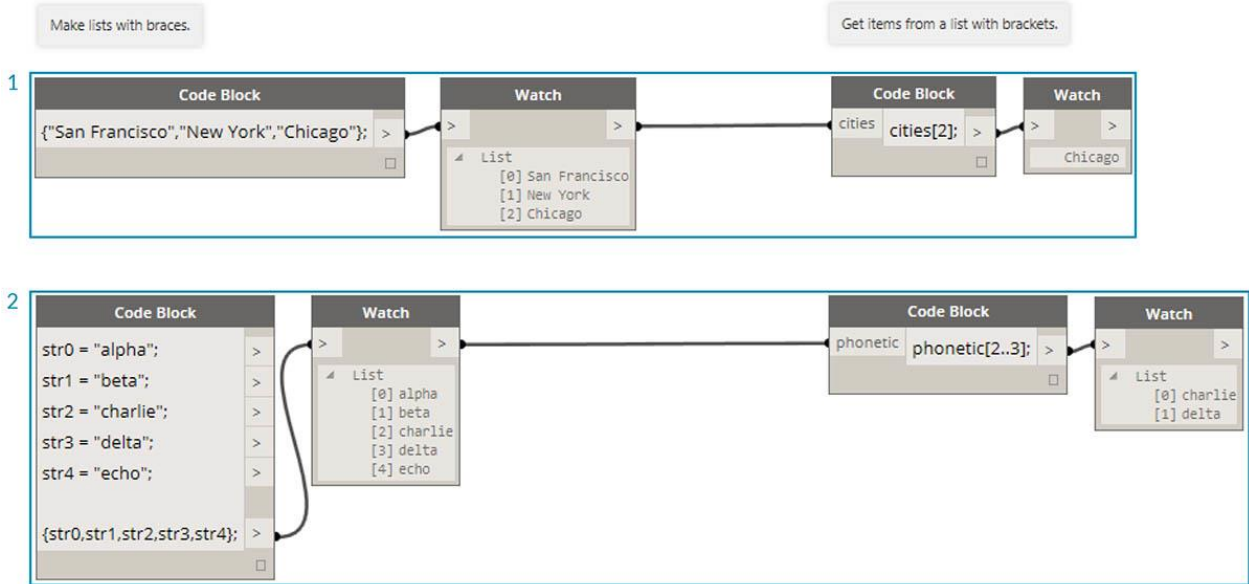 Make lists with braces.
Get items from a list with brackets.
1
Code Block
{"San Francisco","New York","Chicago"}; >
Watch
> >
List
[0] San Francisco
[1] New York
[2] Chicago
Code Block
cities cities[2]; >
Watch
> >
Chicago
2
Code Block
str0 = "alpha"; >
str1 = "beta"; >
str2 = "charlie"; >
str3 = "delta"; >
str4 = "echo"; >
{str0,str1,str2,str3,str4}; >
Watch
> >
List
[0] alpha
[1] beta
[2] charlie
[3] delta
[4] echo
Code Block
phonetic phonetic[2..3]; >
Watch
> >
List
[0] charlie
[1] delta